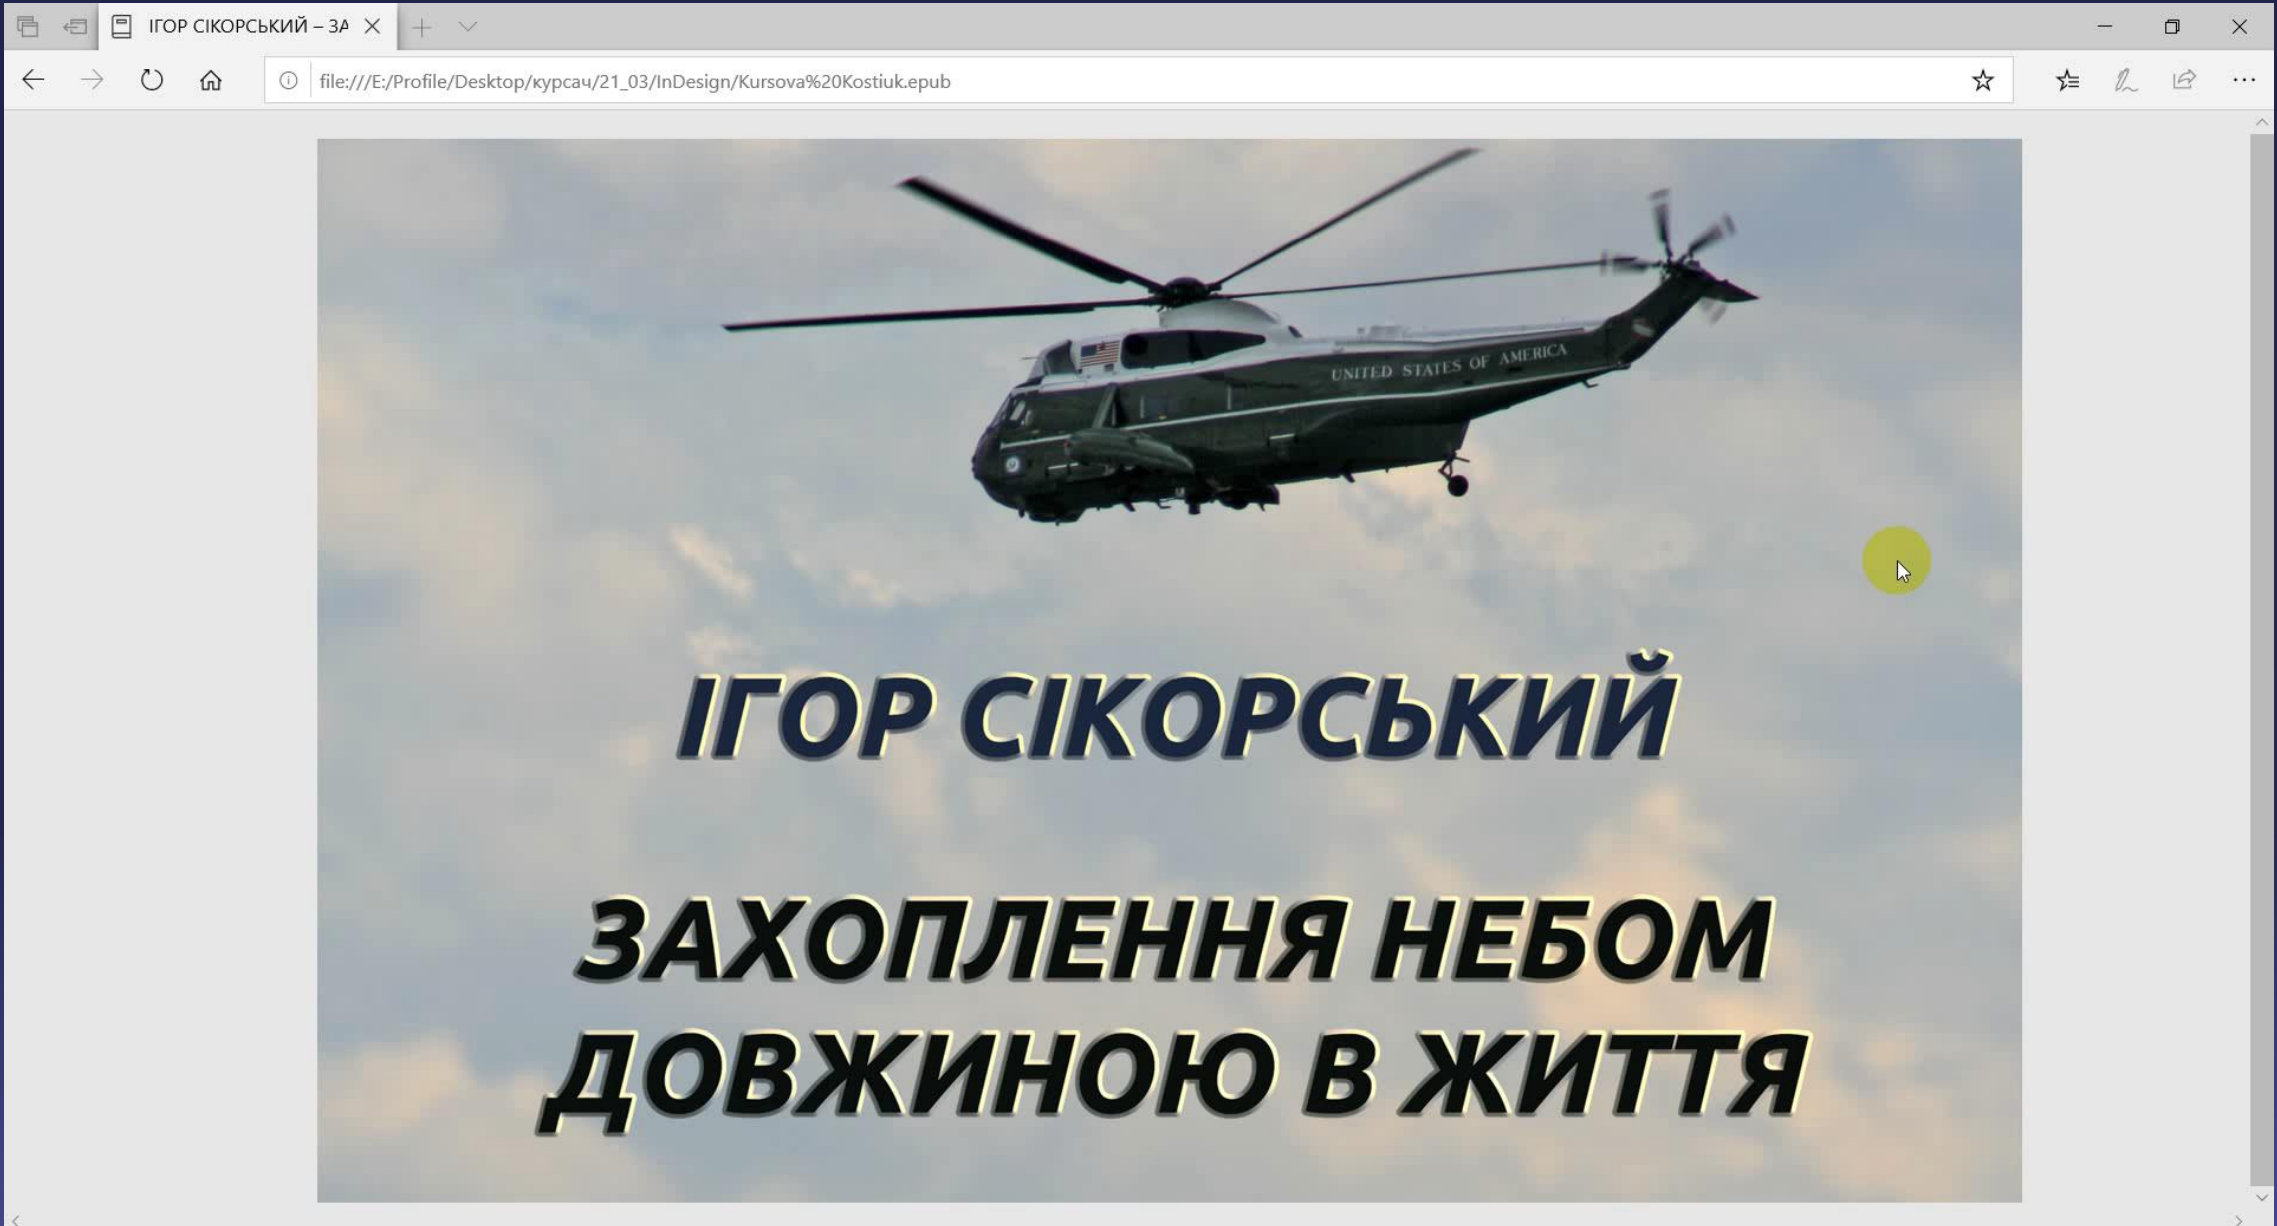 ІГОР СІКОРСЬКИЙ – ЗА
file:///E:/Profile/Desktop/курсач/21_03/InDesign/Kursova%20Kostiuk.epub
UNITED STATES OF AMERICA
ІГОР СІКОРСЬКИЙ
ЗАХОПЛЕННЯ НЕБОМ
ДОВЖИНОЮ В ЖИТТЯ